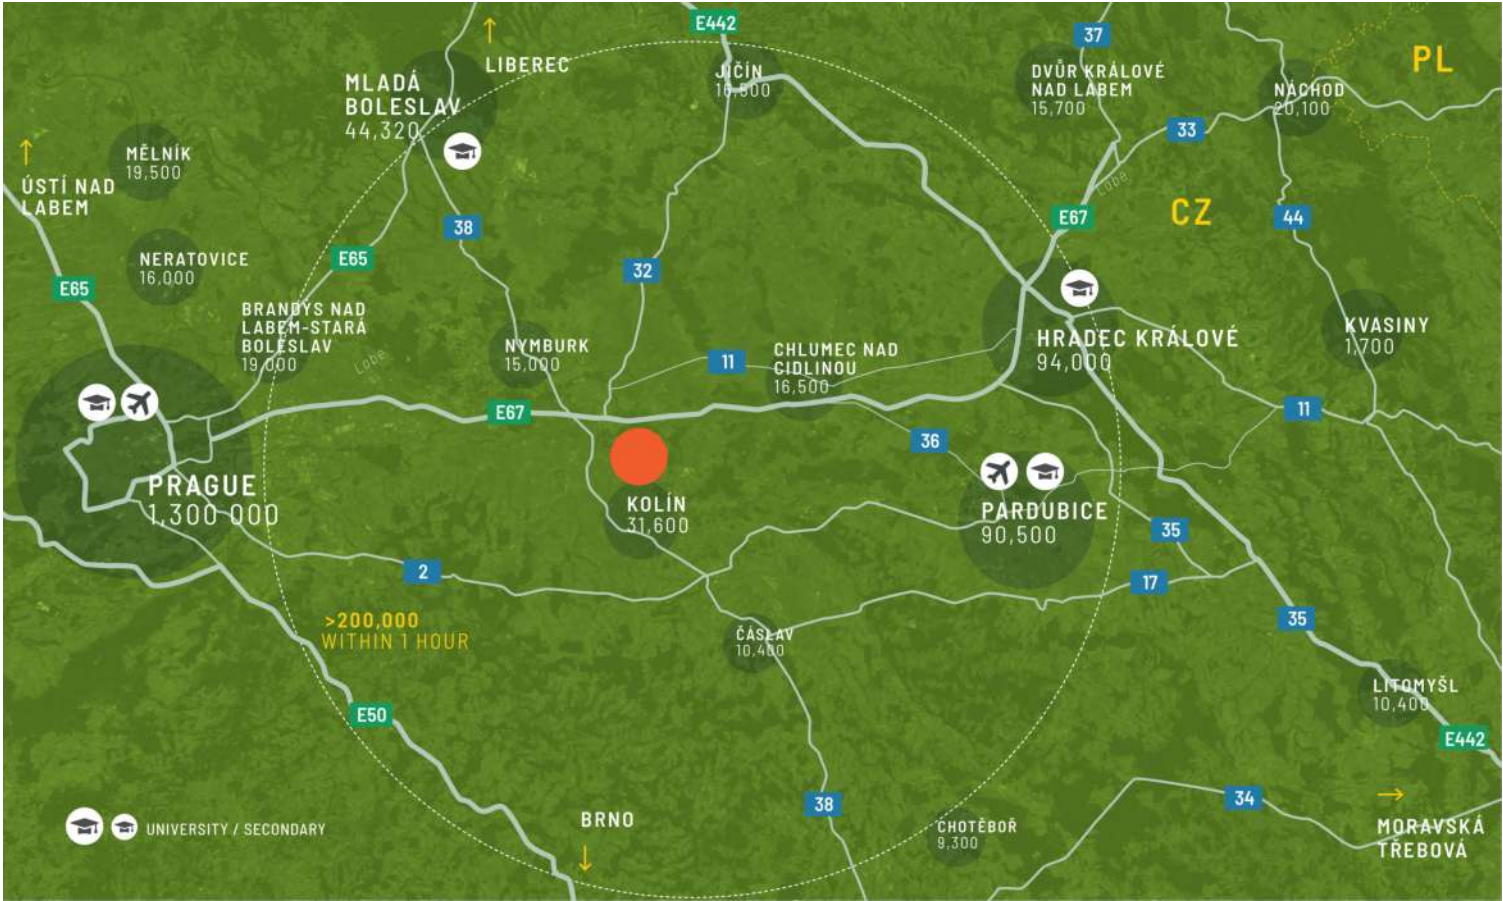 E442
37
LIBEREC
PL
MLADÁ
BOLESLAV
44,320
JIČÍN
16,500
DVŮR KRÁLOVÉ
NAD LABEM
15,700
NÁCHOD
20,100
33
MĚLNÍK
19,500
ÚSTÍ NAD
LABEM
Lobe
CZ
E67
44
38
NERATOVICE
16,000
E65
E65
32
BRANDÝS NAD
LABEM-STARÁ
BOLESLAV
19,000
Lobe
NYMBURK
15,000
11
CHLUMEC NAD
CIDLINOU
16,500
HRADEC KRÁLOVÉ
94,000
KVASINY
1,700
E67
11
36
PRAGUE
1,300 000
KOLÍN
31,600
PARDUBICE
90,500
35
2
17
>200,000
WITHIN 1 HOUR
ČÁSLAV
10,400
35
LITOMYŠL
10,400
E50
E442
38
34
BRNO
UNIVERSITY / SECONDARY
CHOTĚBOŘ
9,300
MORAVSKÁ
TŘEBOVÁ